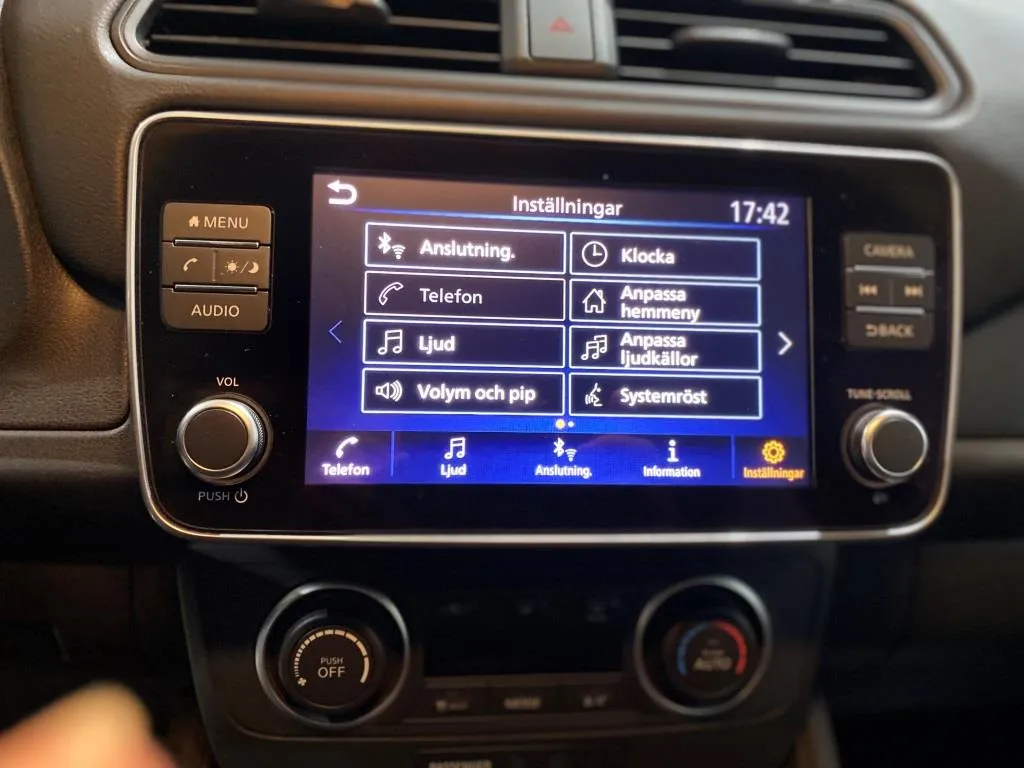 Inställningar
17:42
MENU
AUDIO
VOL
PUSH
Anslutning.
Klocka
Telefon
Anpassa
hemmeny
Ljud
Anpassa
ljudkällor
Volym och pip
Systemröst
Telefon
Ljud
Anslutning.
Information
Inställningar
CAMERA
BACK
TUNE·SCROLL
PUSH
OFF
AUTO
PASSENGER